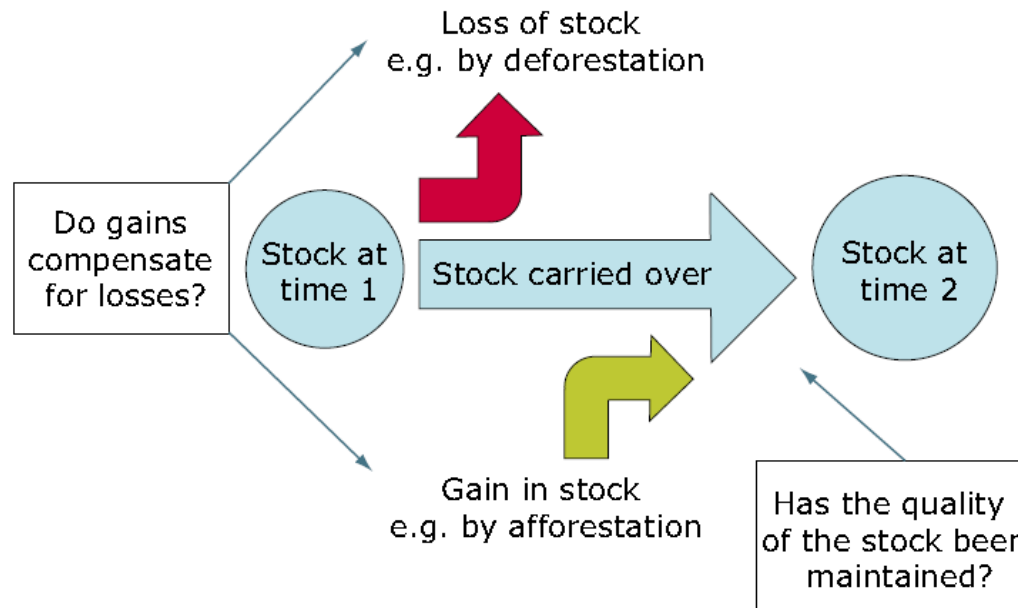 Loss of stock
e.g. by deforestation
Do gains
compensate
for losses?
Stock at
time 1
Stock carried over
Stock at
time 2
Gain in stock
e.g. by afforestation
Has the quality
of the stock been
maintained?